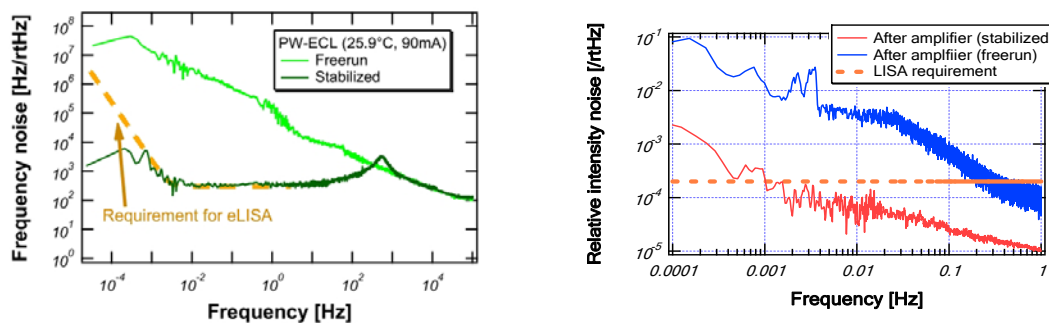 Frequency noise [Hz/rtHz]
10^8
10^7
10^6
10^5
10^4
10^3
10^2
10^1
10^0
PW-ECL (25.9°C, 90mA)
Freerun
Stabilized
Requirement for eLISA
10^-4
10^-2
10^0
10^2
10^4
Frequency [Hz]
Relative intensity noise [/rtHz]
10^-1
10^-2
10^-3
10^-4
10^-5
After amplifier (stabilized
After amplfiier (freerun)
LISA requirement
0.0001
0.001
0.01
0.1
1
Frequency [Hz]